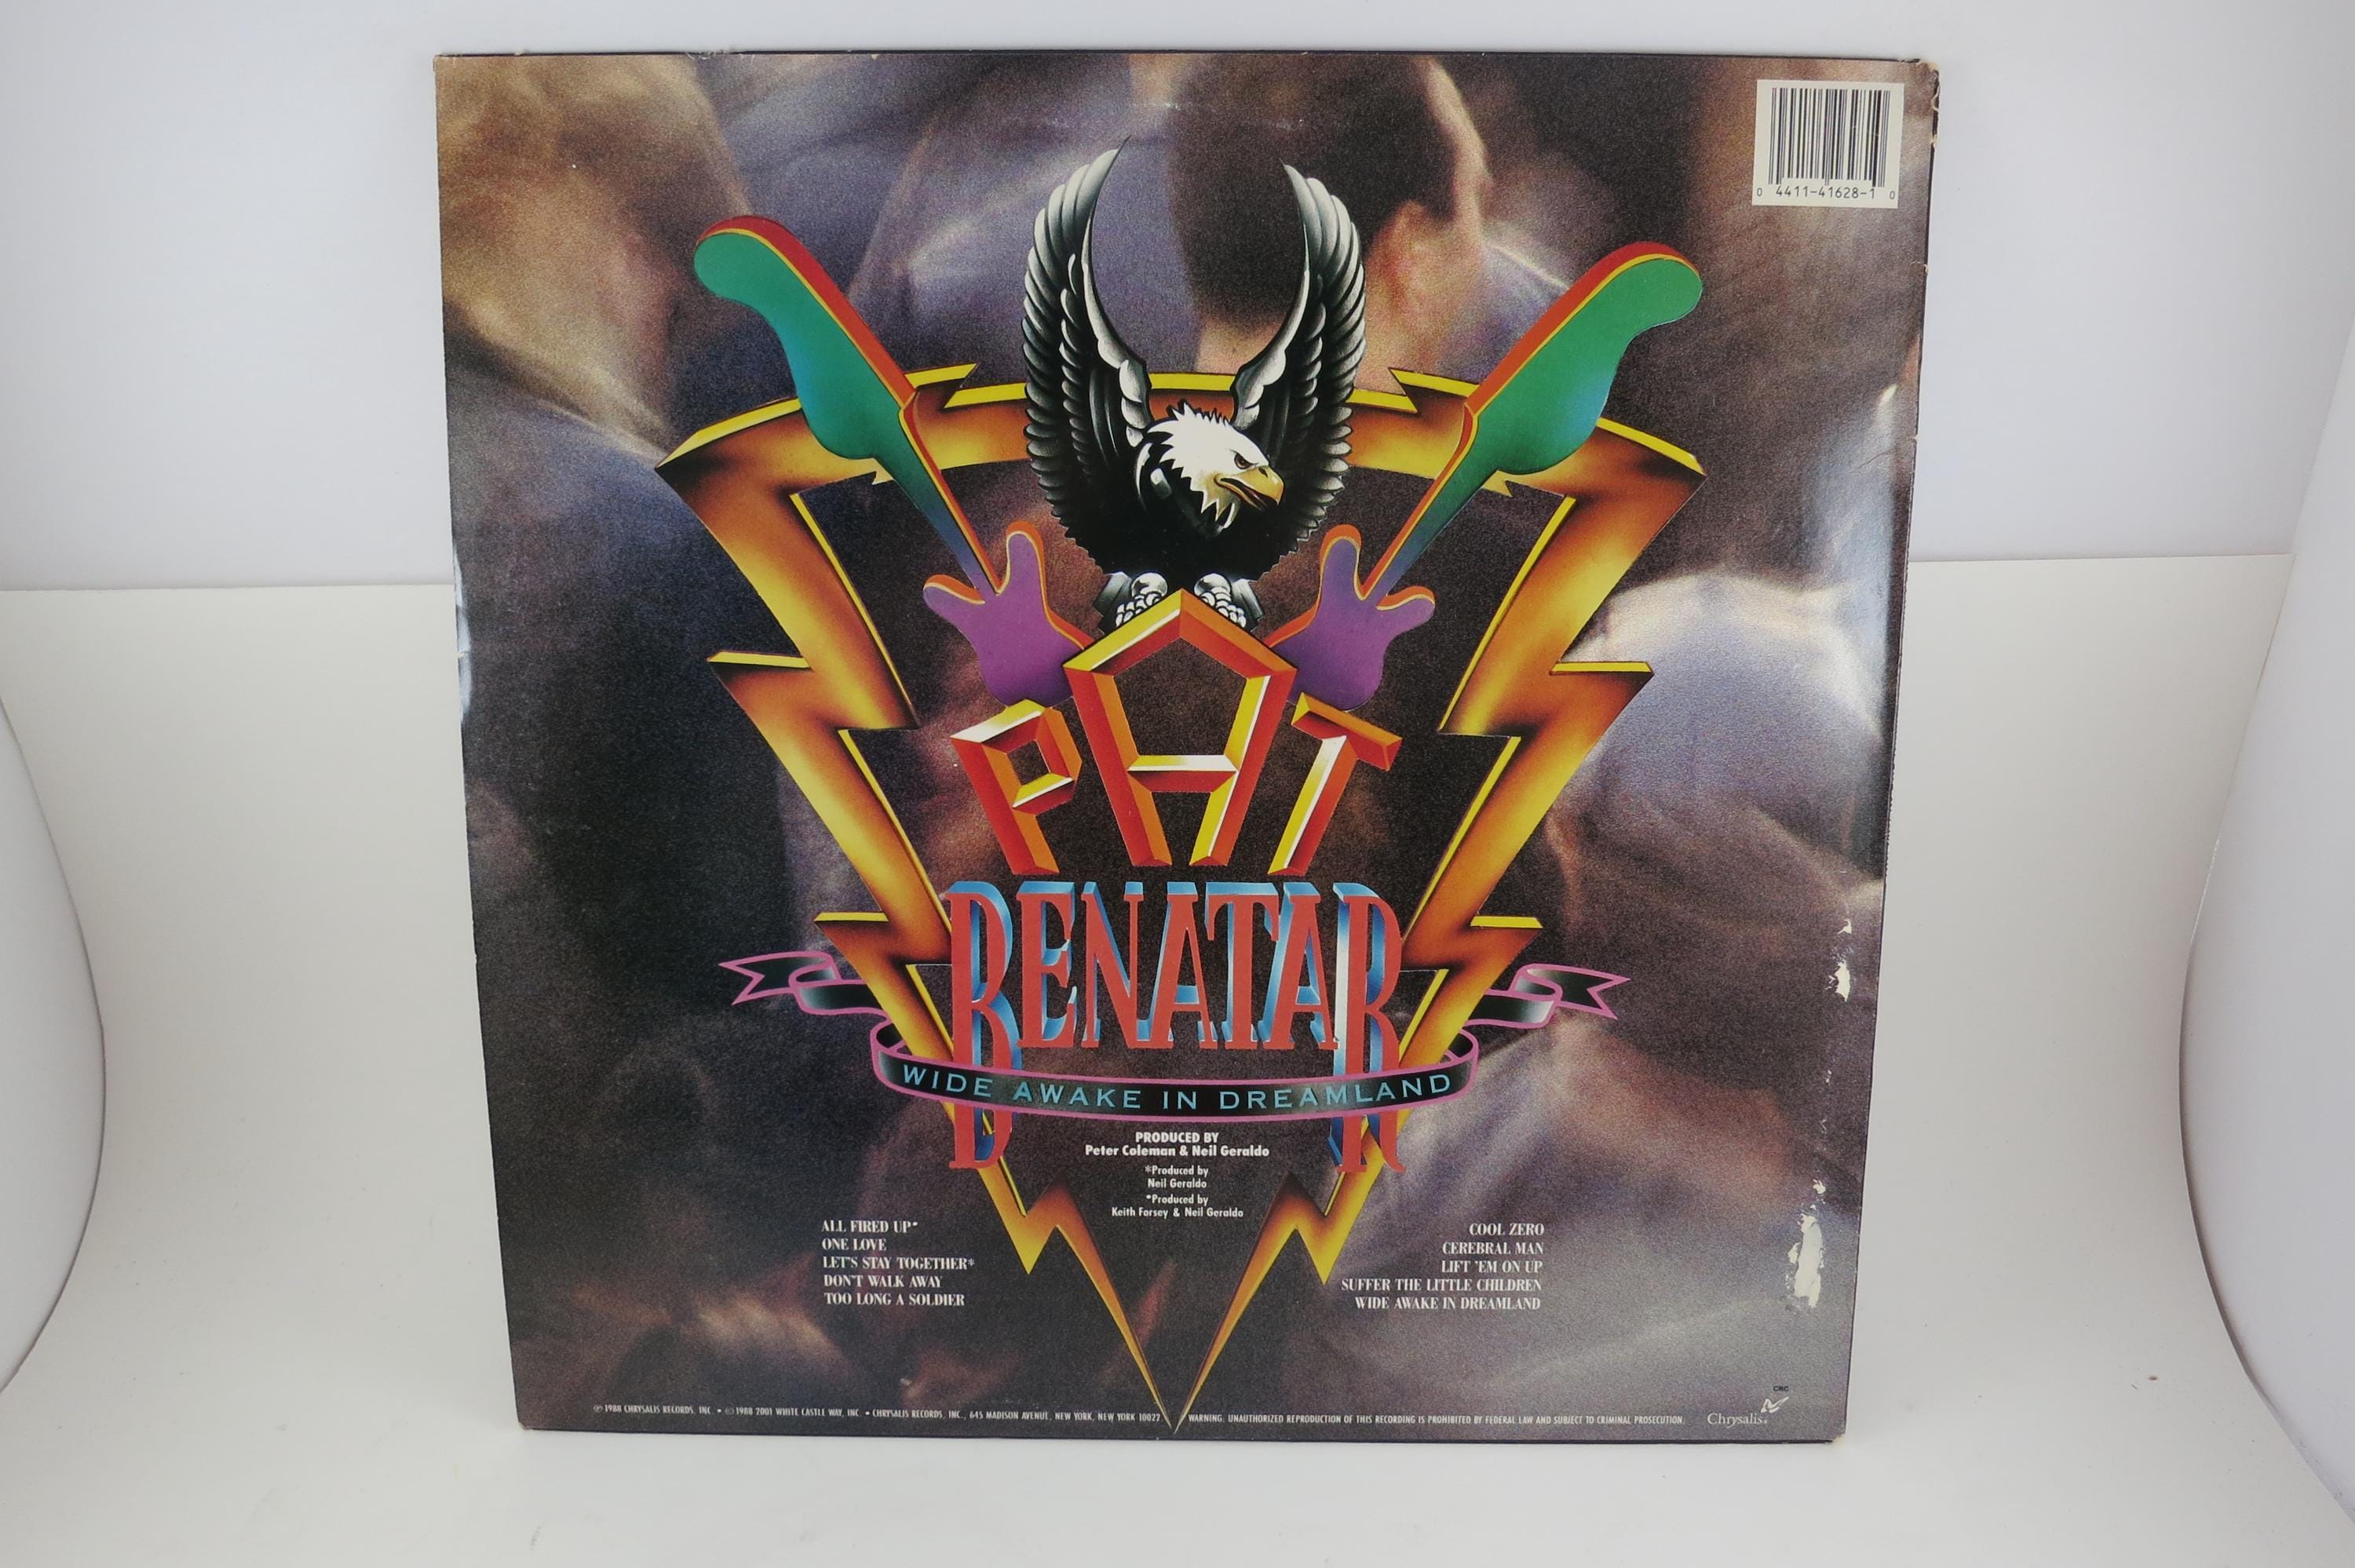 0 4411-41628-1 0
PAT
BENATAR
WIDE AWAKE IN DREAMLAND
PRODUCED BY
Peter Coleman & Neil Geraldo
*Produced by
Neil Geraldo
•Produced by
Keith Forsey & Neil Geraldo
ALL FIRED UP•
ONE LOVE
LET'S STAY TOGETHER*
DON'T WALK AWAY
TOO LONG A SOLDIER
COOL ZERO
CEREBRAL MAN
LIFT 'EM ON UP
SUFFER THE LITTLE CHILDREN
WIDE AWAKE IN DREAMLAND
℗ 1988 CHRYSALIS RECORDS, INC. • © 1988 2001 WHITE CASTLE WAY, INC. • CHRYSALIS RECORDS, INC., 645 MADISON AVENUE, NEW YORK, NEW YORK 10022
WARNING: UNAUTHORIZED REPRODUCTION OF THIS RECORDING IS PROHIBITED BY FEDERAL LAW AND SUBJECT TO CRIMINAL PROSECUTION.
CRC
Chrysalis®